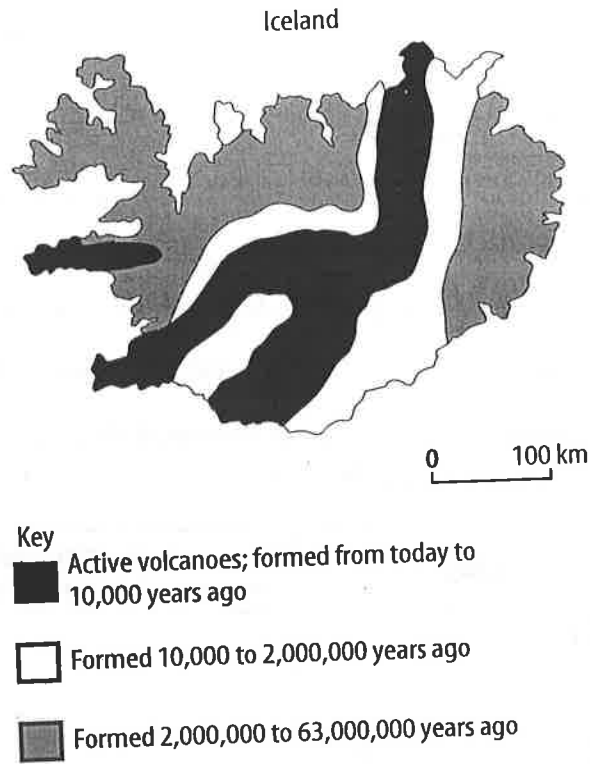 Iceland
0 100 km
Key
Active volcanoes; formed from today to
10,000 years ago
Formed 10,000 to 2,000,000 years ago
Formed 2,000,000 to 63,000,000 years ago